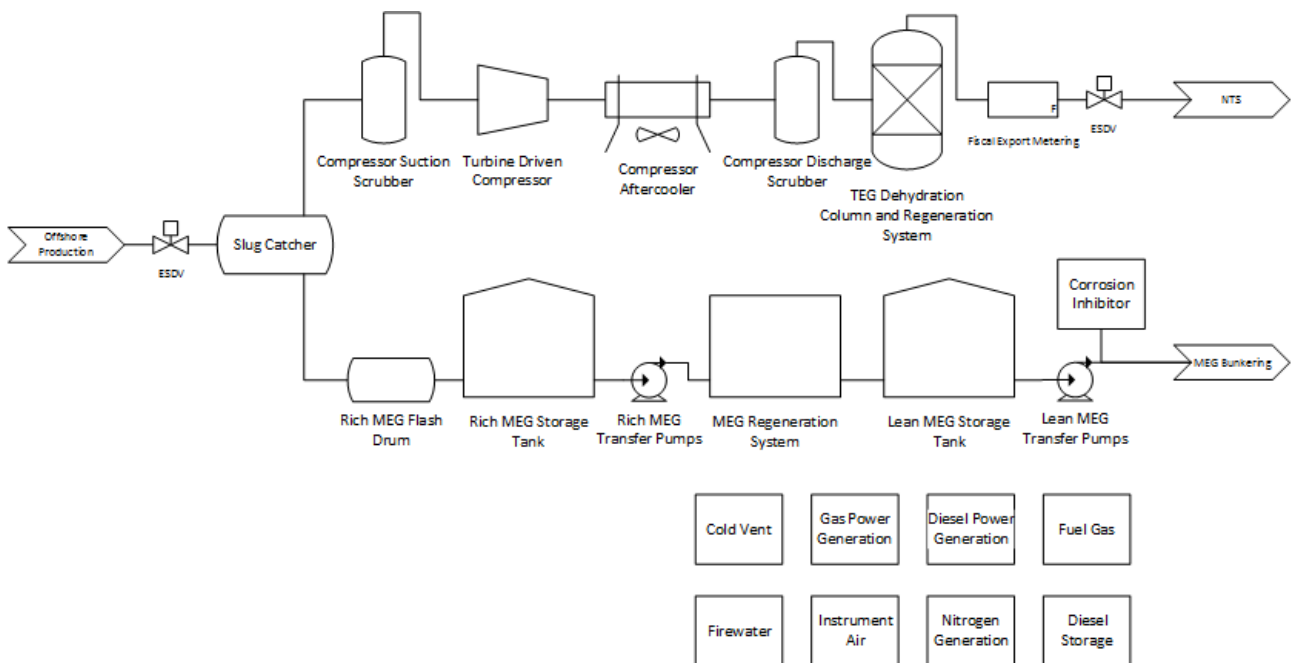 Compressor Suction
Scrubber
Turbine Driven
Compressor
Compressor
Aftercooler
Compressor Discharge
Scrubber
TEG Dehydration
Column and Regeneration
System
F
Fiscal Export Metering
ESDV
NTS
Offshore
Production
ESDV
Slug Catcher
Rich MEG Flash
Drum
Rich MEG Storage
Tank
Rich MEG
Transfer Pumps
MEG Regeneration
System
Lean MEG Storage
Tank
Lean MEG
Transfer Pumps
Corrosion
Inhibitor
MEG Bunkering
Cold Vent
Gas Power
Generation
Diesel Power
Generation
Fuel Gas
Firewater
Instrument
Air
Nitrogen
Generation
Diesel
Storage